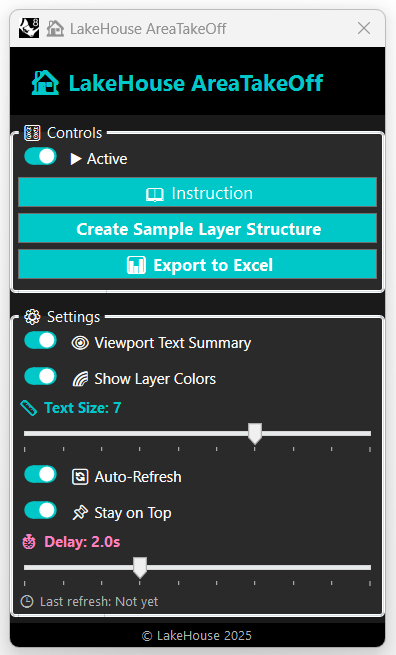 LakeHouse AreaTakeOff
LakeHouse AreaTakeOff
Controls
Active
Instruction
Create Sample Layer Structure
Export to Excel
Settings
Viewport Text Summary
Show Layer Colors
Text Size: 7
Auto-Refresh
Stay on Top
Delay: 2.0s
Last refresh: Not yet
© LakeHouse 2025